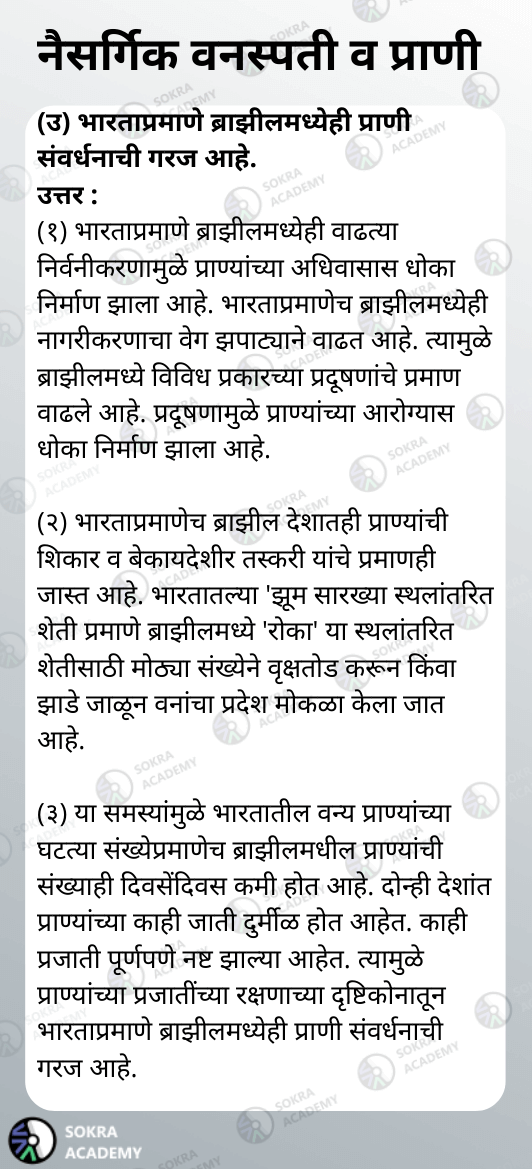 नैसर्गिक वनस्पती व प्राणी
(उ) भारताप्रमाणे ब्राझीलमध्येही प्राणी
संवर्धनाची गरज आहे.
उत्तर :
(१) भारताप्रमाणे ब्राझीलमध्येही वाढत्या
निर्वनीकरणामुळे प्राण्यांच्या अधिवासास धोका
निर्माण झाला आहे. भारताप्रमाणेच ब्राझीलमध्येही
नागरीकरणाचा वेग झपाट्याने वाढत आहे. त्यामुळे
ब्राझीलमध्ये विविध प्रकारच्या प्रदूषणांचे प्रमाण
वाढले आहे. प्रदूषणामुळे प्राण्यांच्या आरोग्यास
धोका निर्माण झाला आहे.
(२) भारताप्रमाणेच ब्राझील देशातही प्राण्यांची
शिकार व बेकायदेशीर तस्करी यांचे प्रमाणही
जास्त आहे. भारतातल्या 'झूम सारख्या स्थलांतरित
शेती प्रमाणे ब्राझीलमध्ये 'रोका' या स्थलांतरित
शेतीसाठी मोठ्या संख्येने वृक्षतोड करून किंवा
झाडे जाळून वनांचा प्रदेश मोकळा केला जात
आहे.
(३) या समस्यांमुळे भारतातील वन्य प्राण्यांच्या
घटत्या संख्येप्रमाणेच ब्राझीलमधील प्राण्यांची
संख्याही दिवसेंदिवस कमी होत आहे. दोन्ही देशांत
प्राण्यांच्या काही जाती दुर्मीळ होत आहेत. काही
प्रजाती पूर्णपणे नष्ट झाल्या आहेत. त्यामुळे
प्राण्यांच्या प्रजातींच्या रक्षणाच्या दृष्टिकोनातून
भारताप्रमाणे ब्राझीलमध्येही प्राणी संवर्धनाची
गरज आहे.
SOKRA
ACADEMY